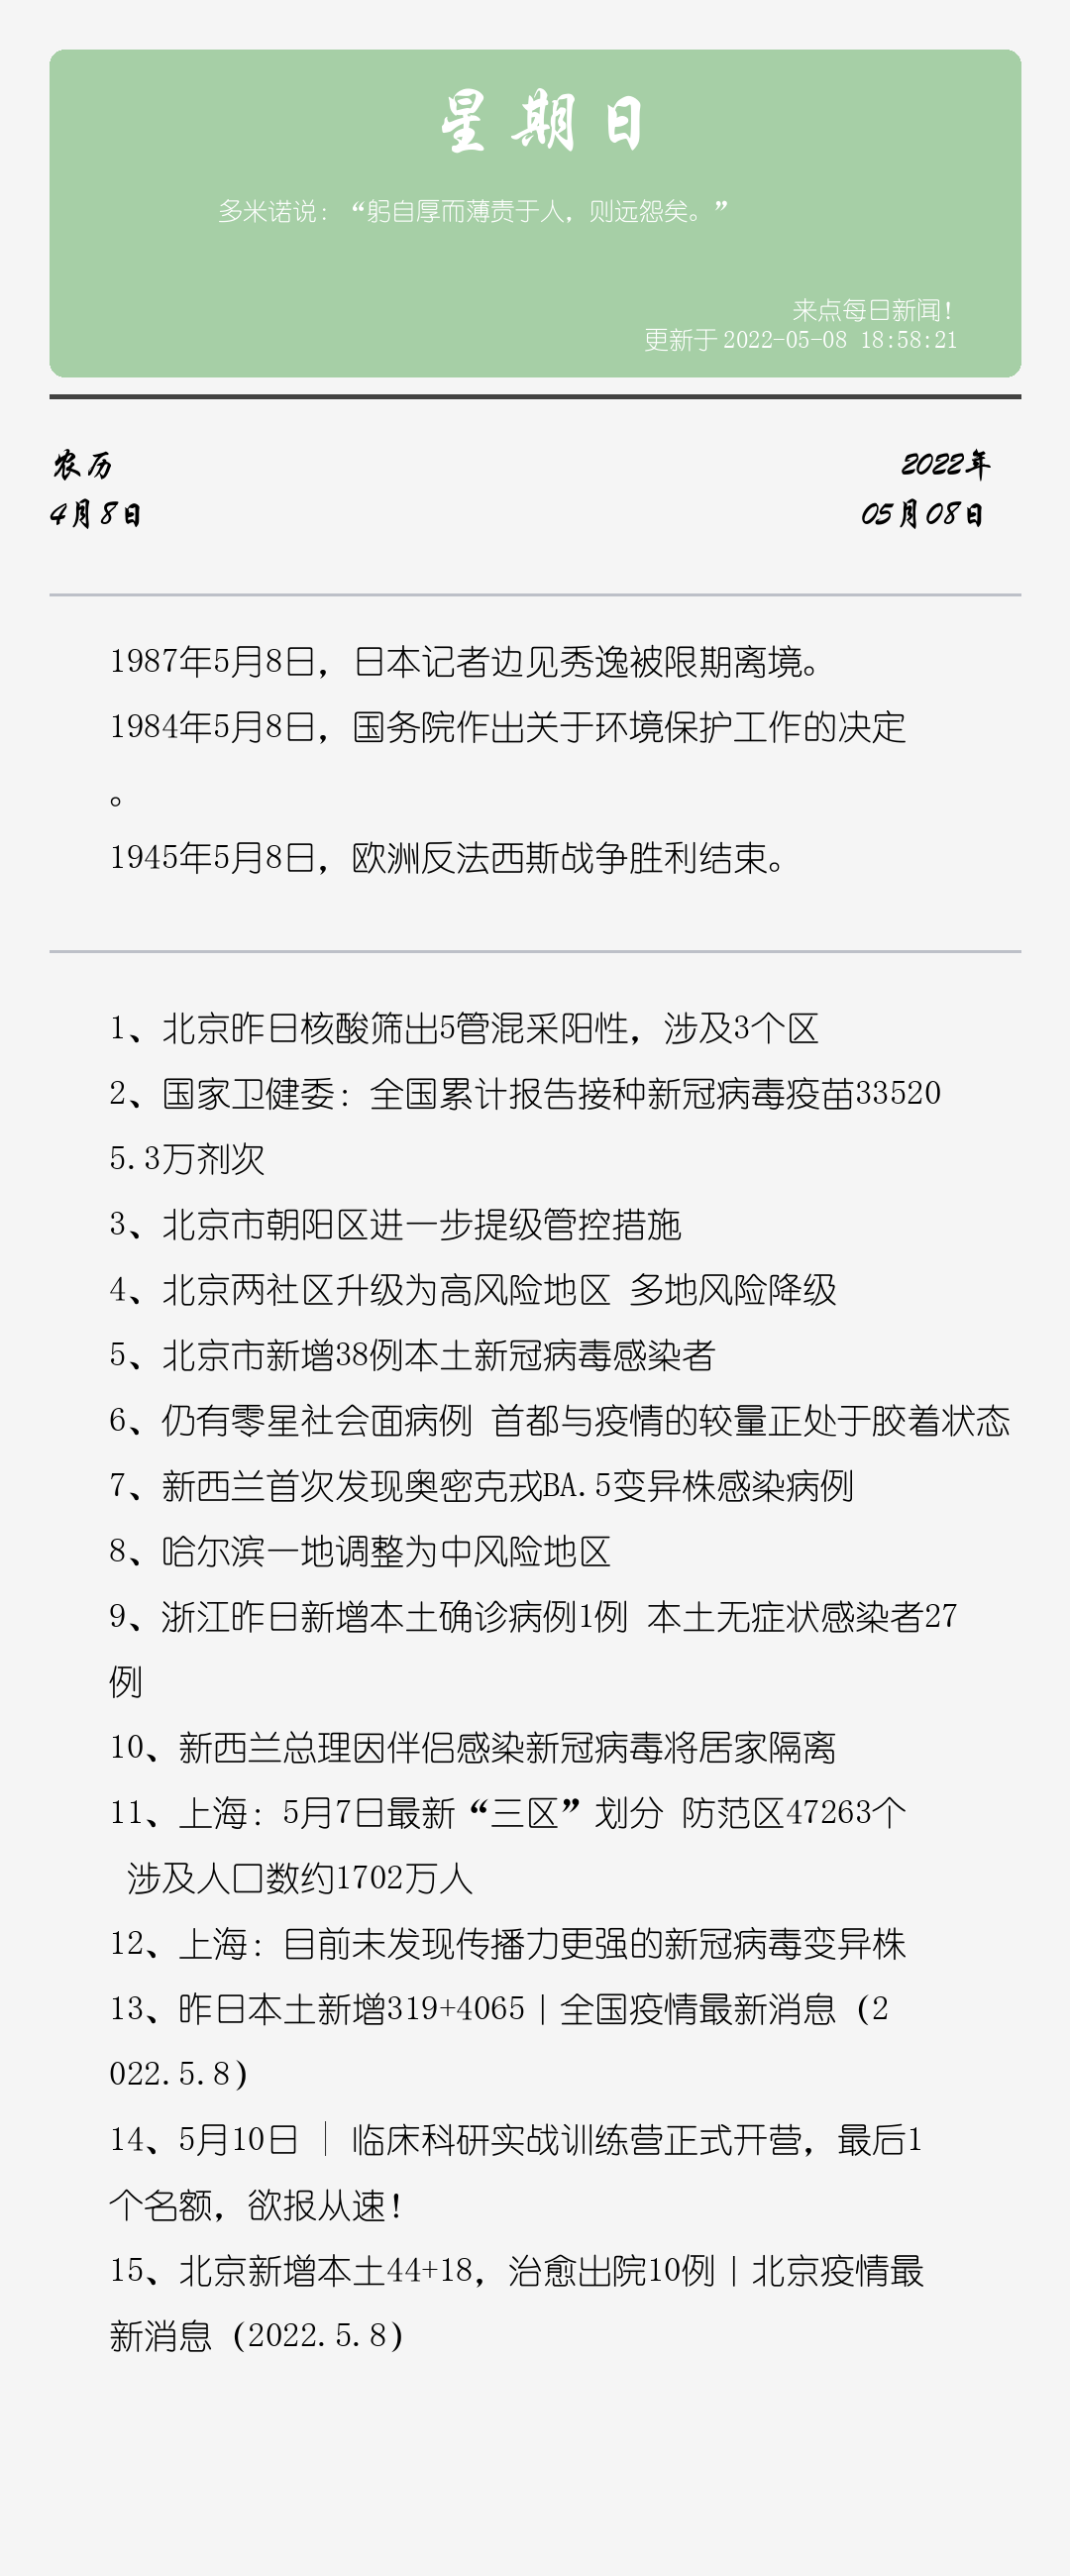 星期日
多米诺说：“躬自厚而薄责于人，则远怨矣。”
来点每日新闻！
更新于 2022-05-08 18:58:21
农历
4月8日
2022年
05月08日
1987年5月8日，日本记者边见秀逸被限期离境。
1984年5月8日，国务院作出关于环境保护工作的决定
。
1945年5月8日，欧洲反法西斯战争胜利结束。
1、北京昨日核酸筛出5管混采阳性，涉及3个区
2、国家卫健委：全国累计报告接种新冠病毒疫苗33520
5.3万剂次
3、北京市朝阳区进一步提级管控措施
4、北京两社区升级为高风险地区 多地风险降级
5、北京市新增38例本土新冠病毒感染者
6、仍有零星社会面病例 首都与疫情的较量正处于胶着状态
7、新西兰首次发现奥密克戎BA.5变异株感染病例
8、哈尔滨一地调整为中风险地区
9、浙江昨日新增本土确诊病例1例 本土无症状感染者27
例
10、新西兰总理因伴侣感染新冠病毒将居家隔离
11、上海：5月7日最新“三区”划分 防范区47263个
涉及人口数约1702万人
12、上海：目前未发现传播力更强的新冠病毒变异株
13、昨日本土新增319+4065｜全国疫情最新消息（2
022.5.8）
14、5月10日 │ 临床科研实战训练营正式开营，最后1
个名额，欲报从速！
15、北京新增本土44+18，治愈出院10例｜北京疫情最
新消息（2022.5.8）